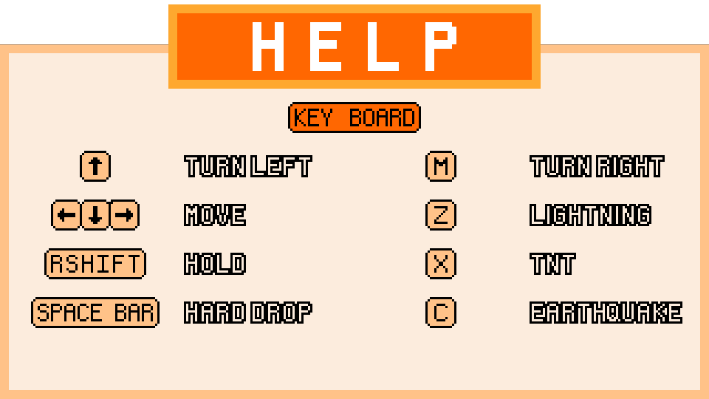 HELP
KEY BOARD
↑ TURN LEFT M TURN RIGHT
← ↓ → MOVE Z LIGHTNING
RSHIFT HOLD X TNT
SPACE BAR HARD DROP C EARTHQUAKE